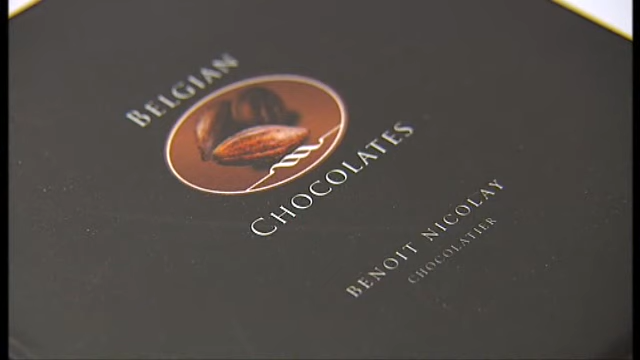 BELGIAN
CHOCOLATES
BENOIT NICOLAY
CHOCOLATIER